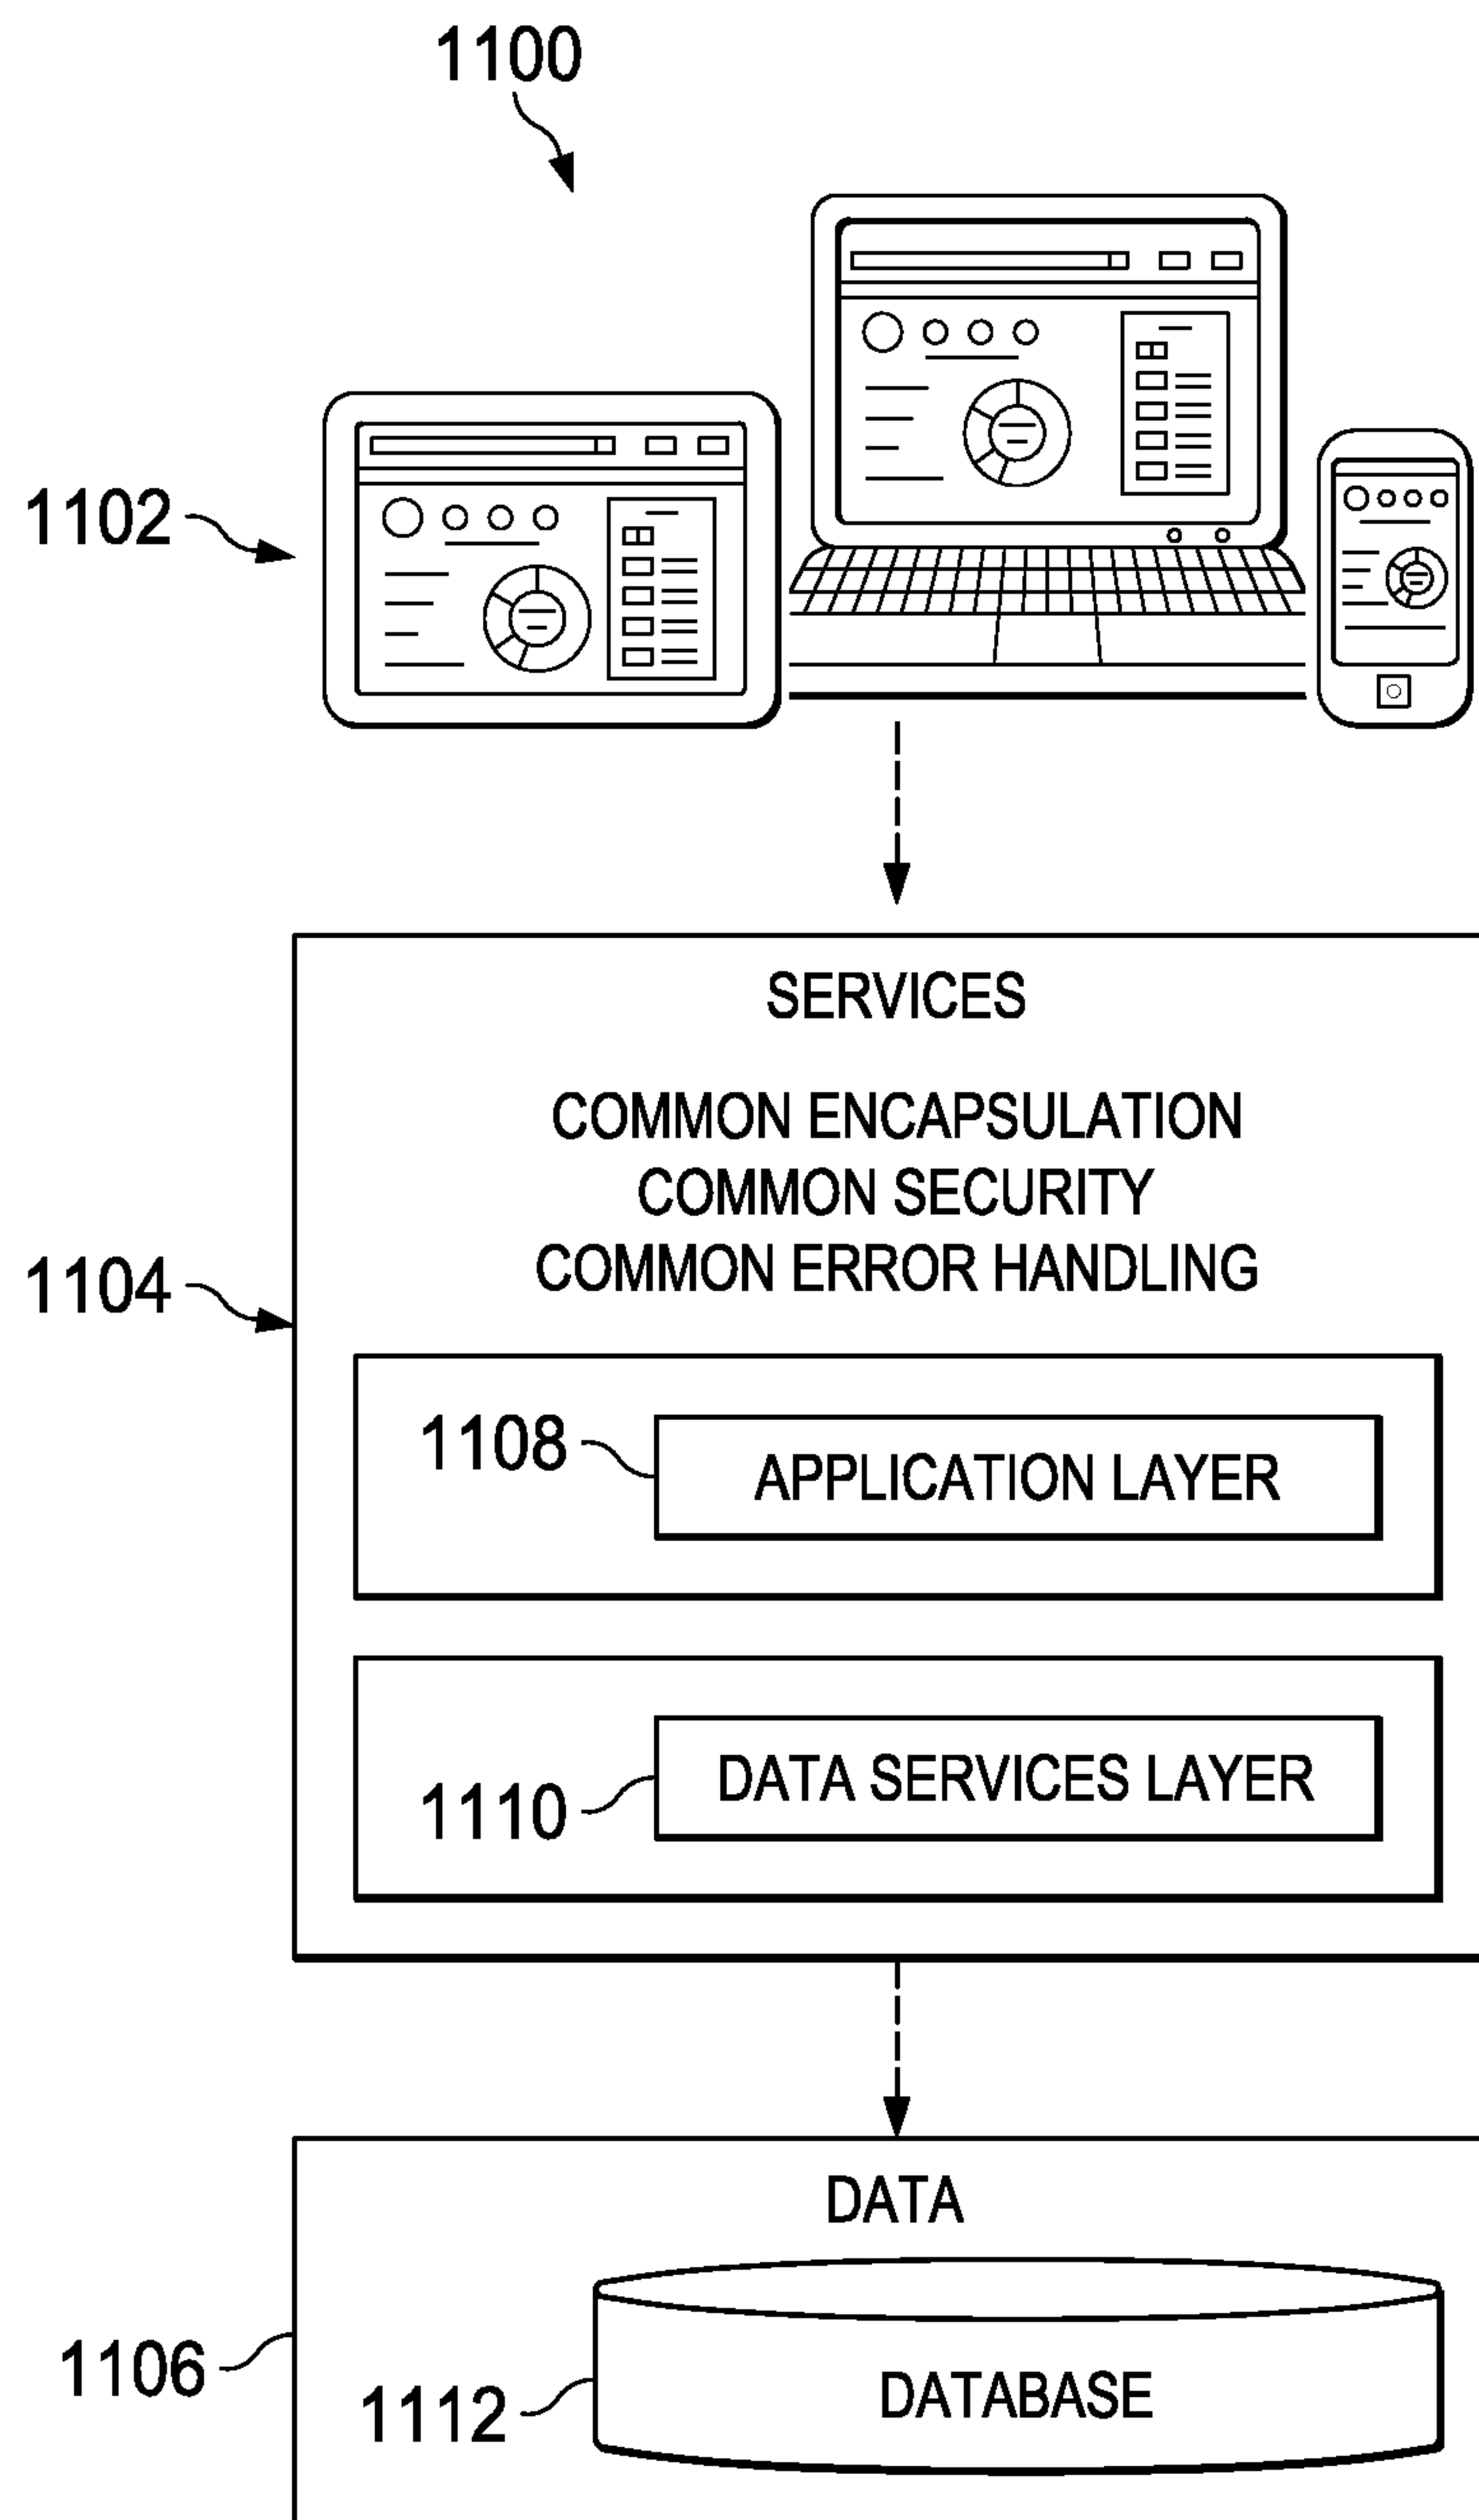 1100
1102
SERVICES
COMMON ENCAPSULATION
COMMON SECURITY
COMMON ERROR HANDLING
1104
1108
APPLICATION LAYER
DATA SERVICES LAYER
1110
DATA
1106
DATABASE
1112